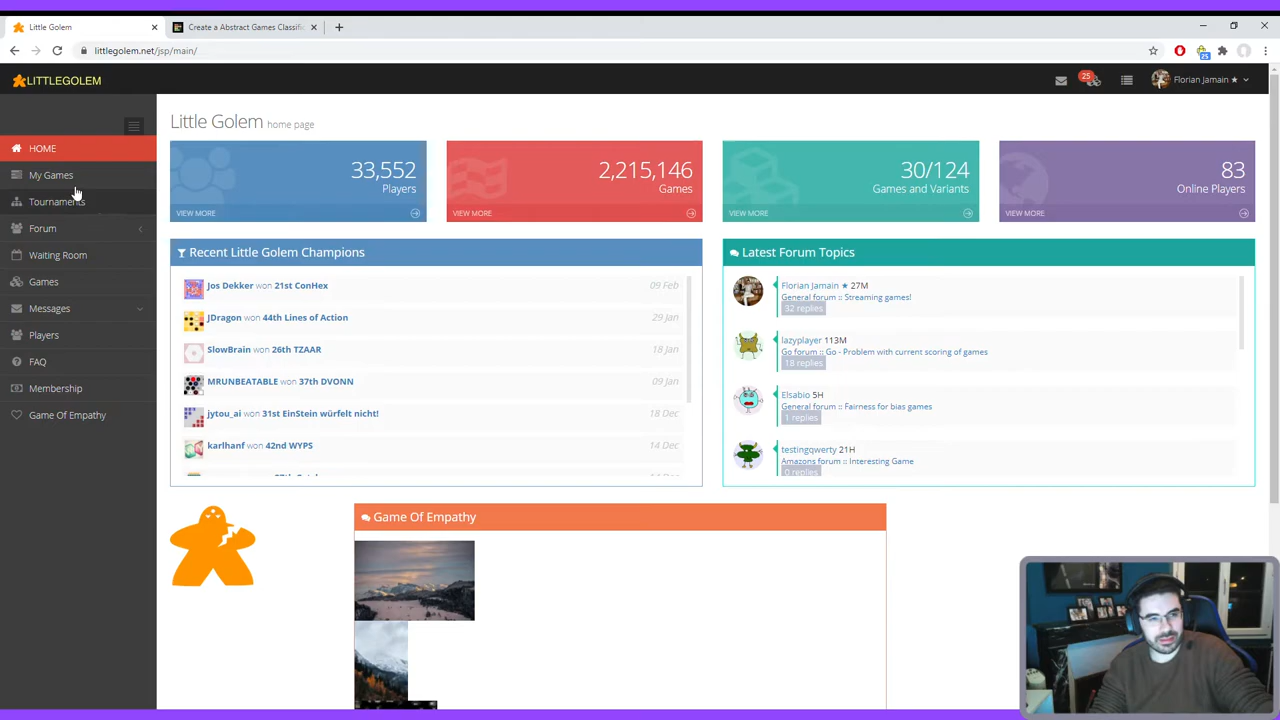 Little Golem
Create a Abstract Games Classific
littlegolem.net/jsp/main/
25
LITTLEGOLEM
25
Florian Jamain ★
HOME
My Games
Tournaments
Forum
Waiting Room
Games
Messages
Players
FAQ
Membership
Game Of Empathy
Little Golem home page
33,552
Players
VIEW MORE
2,215,146
Games
VIEW MORE
30/124
Games and Variants
VIEW MORE
83
Online Players
VIEW MORE
Recent Little Golem Champions
Jos Dekker won 21st ConHex 09 Feb
JDragon won 44th Lines of Action 29 Jan
SlowBrain won 26th TZAAR 18 Jan
MRUNBEATABLE won 37th DVONN 09 Jan
jytou_ai won 31st EinStein würfelt nicht! 18 Dec
karlhanf won 42nd WYPS 14 Dec
Latest Forum Topics
Florian Jamain ★ 27M
General forum :: Streaming games!
32 replies
lazyplayer 113M
Go forum :: Go - Problem with current scoring of games
18 replies
Elsabio 5H
General forum :: Fairness for bias games
1 replies
testingqwerty 21H
Amazons forum :: Interesting Game
0 replies
Game Of Empathy